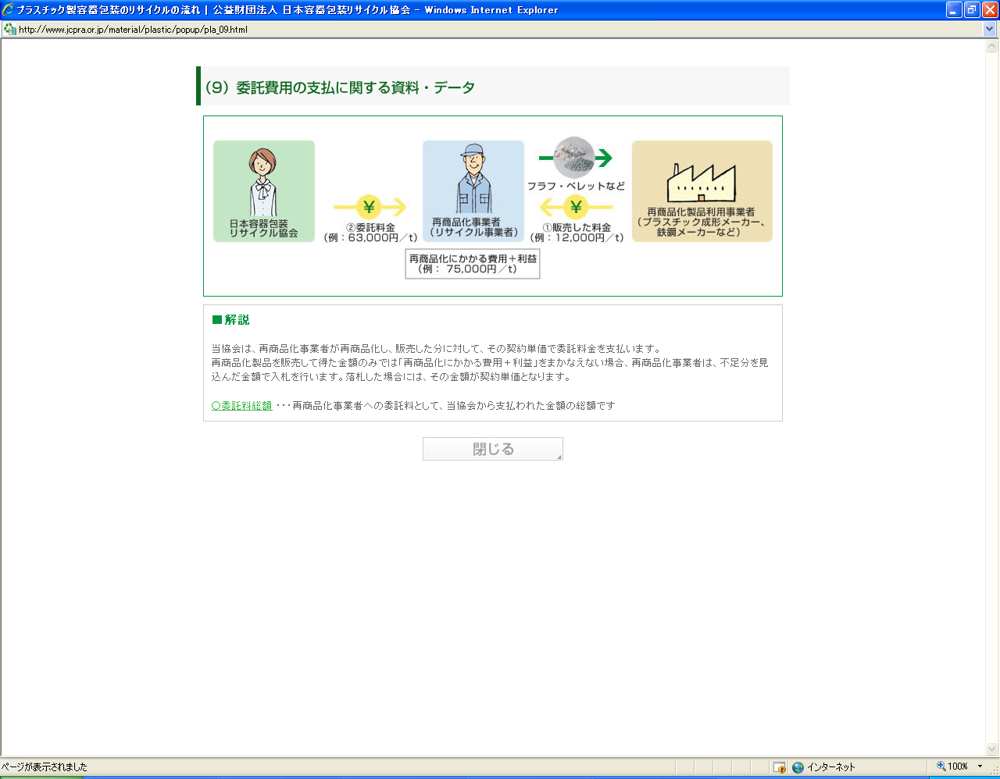 プラスチック製容器包装のリサイクルの流れ | 公益財団法人 日本容器包装リサイクル協会 - Windows Internet Explorer
http://www.jcpra.or.jp/material/plastic/popup/pla_09.html
(9) 委託費用の支払に関する資料・データ
日本容器包装
リサイクル協会
¥
②委託料金
(例：63,000円／t)
再商品化事業者
(リサイクル事業者)
フラフ・ペレットなど
¥
①販売した料金
(例：12,000円／t)
再商品化製品利用事業者
(プラスチック成形メーカー、
鉄鋼メーカーなど)
再商品化にかかる費用＋利益
(例： 75,000円／t)
■解説
当協会は、再商品化事業者が再商品化し、販売した分に対して、その契約単価で委託料金を支払います。
再商品化製品を販売して得た金額のみでは「再商品化にかかる費用＋利益」をまかなえない場合、再商品化事業者は、不足分を見
込んだ金額で入札を行います。落札した場合には、その金額が契約単価となります。
○委託料総額 ・・・再商品化事業者への委託料として、当協会から支払われた金額の総額です
閉じる
ページが表示されました
インターネット
100%